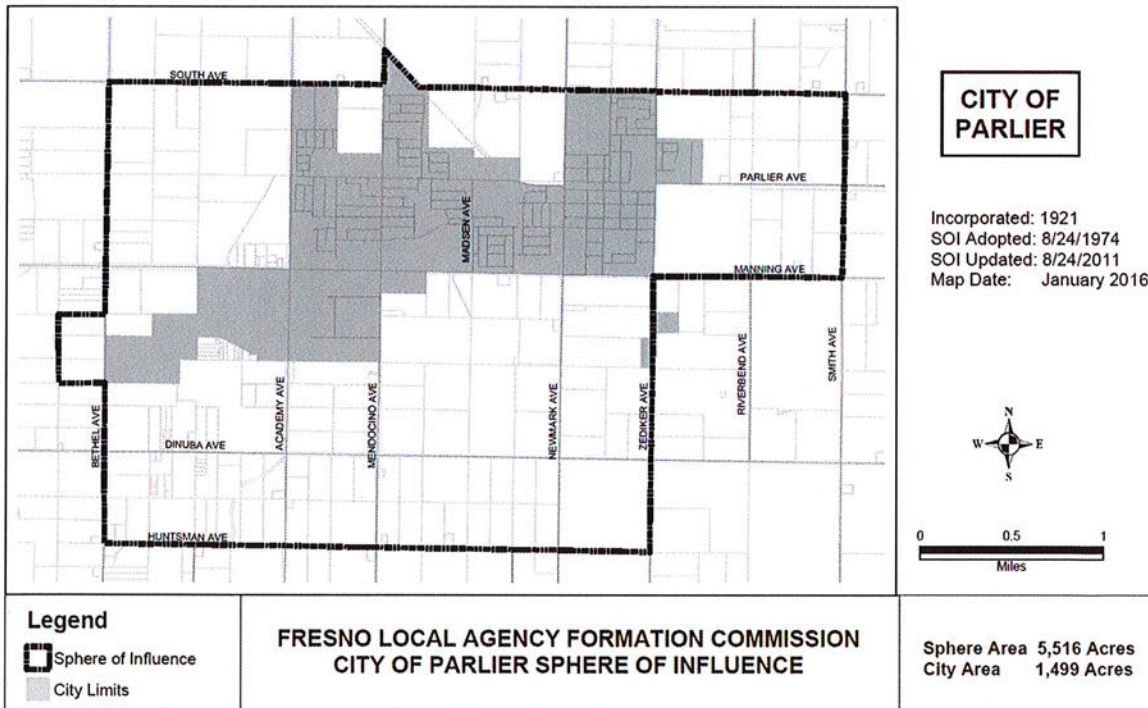 SOUTH AVE
PARLIER AVE
MADSEN AVE
MANNING AVE
BETHEL AVE
ACADEMY AVE
MENDOCINO AVE
NEWMARK AVE
ZEDIKER AVE
RIVERBEND AVE
SMITH AVE
DINUBA AVE
HUNTSMAN AVE
CITY OF
PARLIER
Incorporated: 1921
SOI Adopted: 8/24/1974
SOI Updated: 8/24/2011
Map Date: January 2016
N
W E
S
0 0.5 1
Miles
Legend
Sphere of Influence
City Limits
FRESNO LOCAL AGENCY FORMATION COMMISSION
CITY OF PARLIER SPHERE OF INFLUENCE
Sphere Area 5,516 Acres
City Area 1,499 Acres